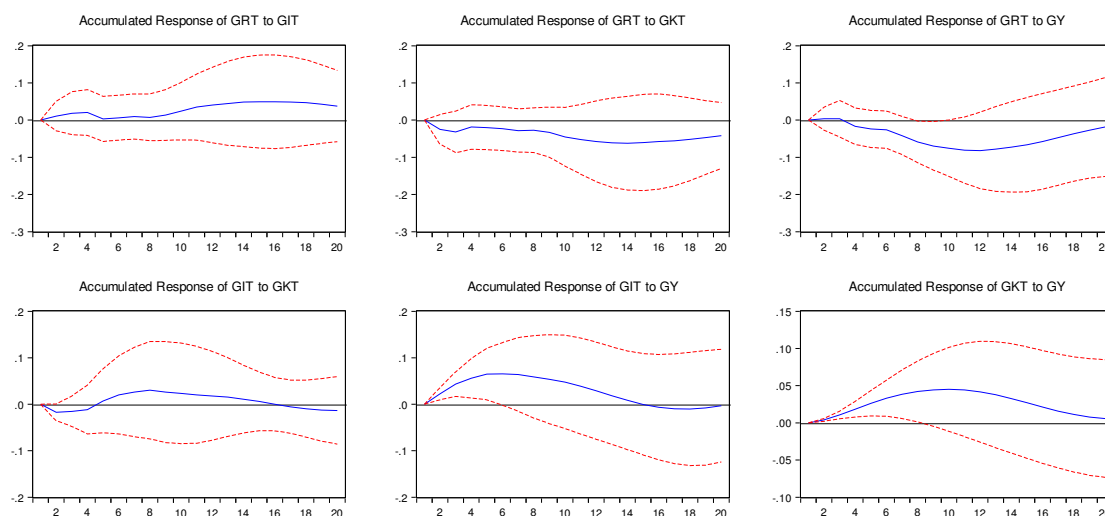 Accumulated Response of GRT to GIT
.2
.1
.0
-.1
-.2
-.3
2 4 6 8 10 12 14 16 18 20
Accumulated Response of GRT to GKT
.2
.1
.0
-.1
-.2
-.3
2 4 6 8 10 12 14 16 18 20
Accumulated Response of GRT to GY
.2
.1
.0
-.1
-.2
-.3
2 4 6 8 10 12 14 16 18
Accumulated Response of GIT to GKT
.2
.1
.0
-.1
-.2
2 4 6 8 10 12 14 16 18 20
Accumulated Response of GIT to GY
.2
.1
.0
-.1
-.2
2 4 6 8 10 12 14 16 18 20
Accumulated Response of GKT to GY
.15
.10
.05
.00
-.05
-.10
2 4 6 8 10 12 14 16 18